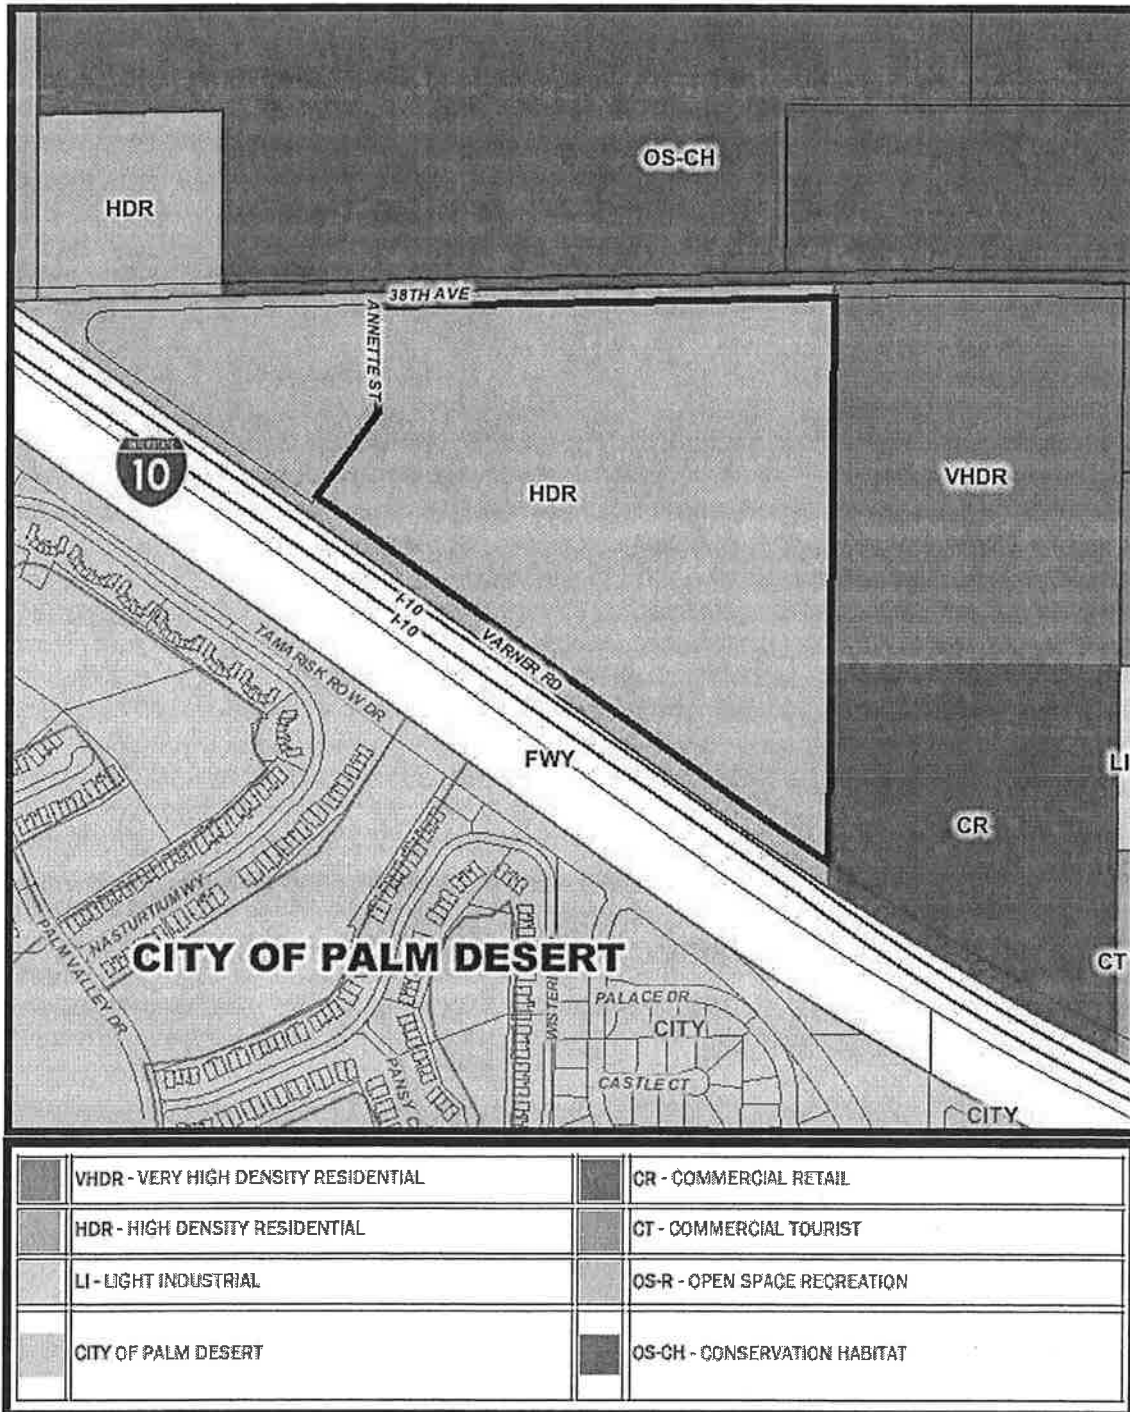 OS-CH
HDR
38TH AVE
ANNETTE ST
INTERSTATE
10
HDR
VHDR
I-10
I-10
VARNER RD
TAMARISK ROW DR
FWY
LI
CR
NASTURTIUM WY
PALM VALLEY DR
CITY OF PALM DESERT
CT
PALACE DR
CITY
PANSY C
CASTLE CT
CITY
VHDR - VERY HIGH DENSITY RESIDENTIAL
CR - COMMERCIAL RETAIL
HDR - HIGH DENSITY RESIDENTIAL
CT - COMMERCIAL TOURIST
LI - LIGHT INDUSTRIAL
OS-R - OPEN SPACE RECREATION
CITY OF PALM DESERT
OS-CH - CONSERVATION HABITAT